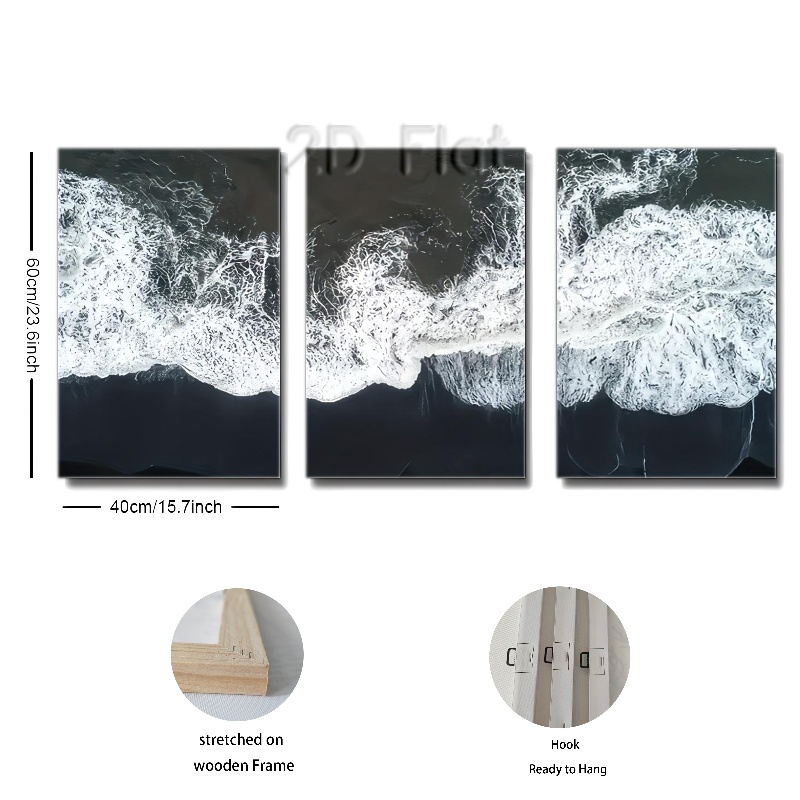 2D Flat
60cm/23.6inch
40cm/15.7inch
stretched on
wooden Frame
Hook
Ready to Hang